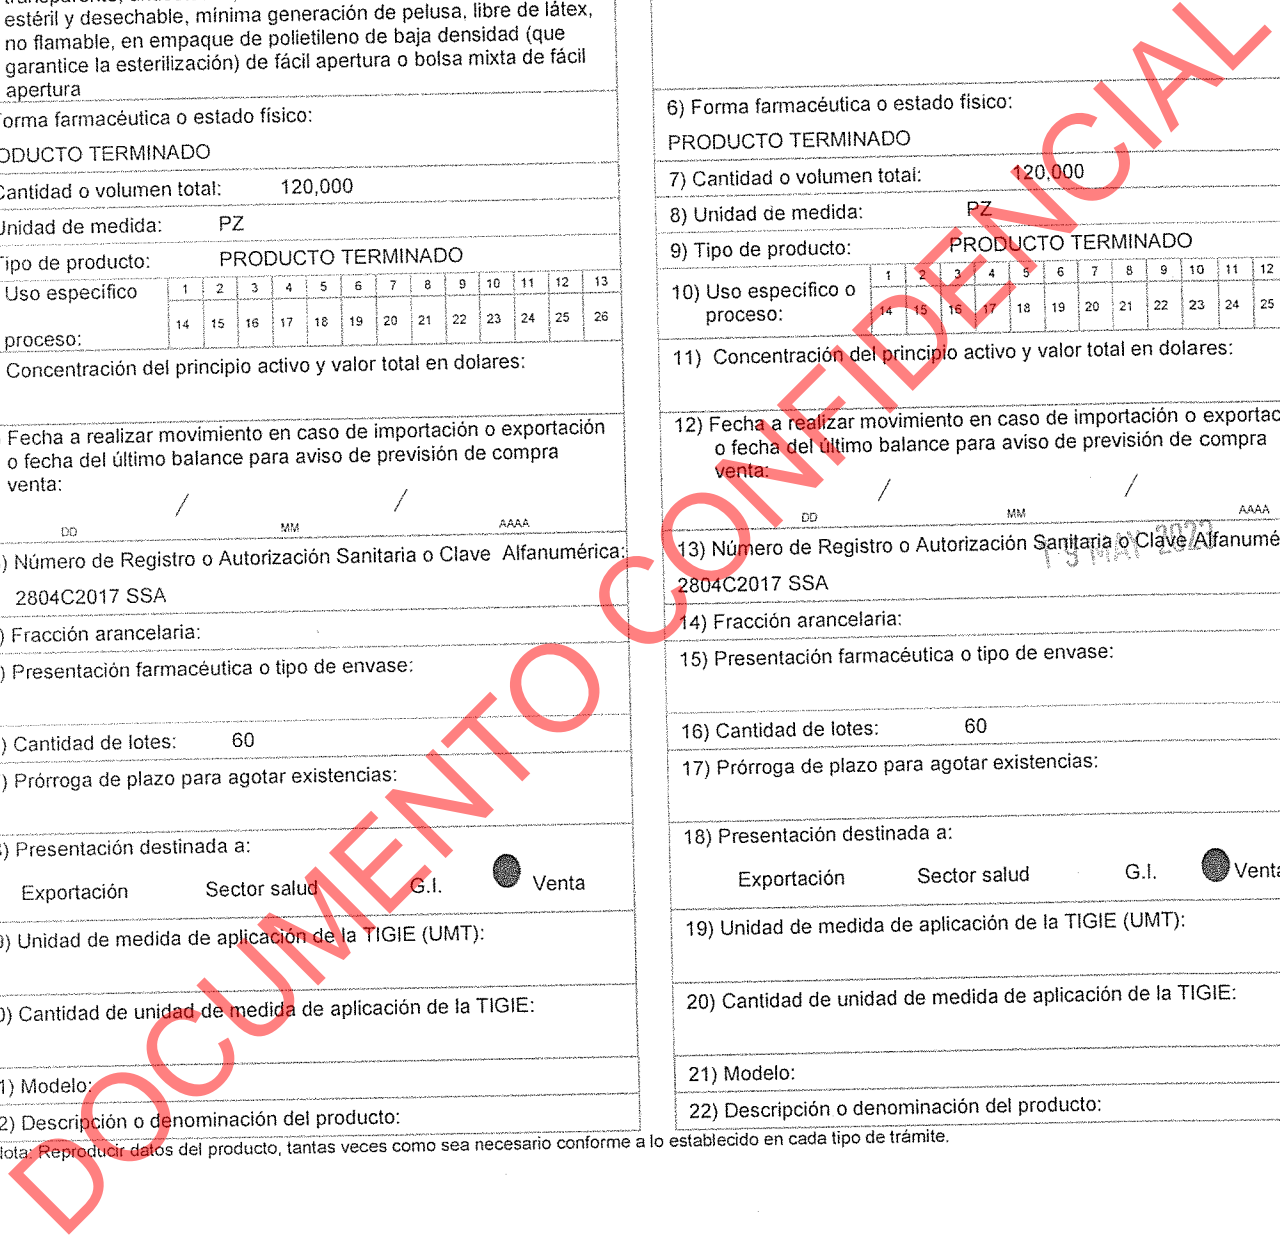 estéril y desechable, mínima generación de pelusa, libre de látex,
no flamable, en empaque de polietileno de baja densidad (que
garantice la esterilización) de fácil apertura o bolsa mixta de fácil
apertura
orma farmacéutica o estado físico:
ODUCTO TERMINADO
Cantidad o volumen total: 120,000
Unidad de medida: PZ
Tipo de producto: PRODUCTO TERMINADO
Uso específico 1 2 3 4 5 6 7 8 9 10 11 12 13
proceso: 14 15 16 17 18 19 20 21 22 23 24 25 26
Concentración del principio activo y valor total en dolares:
Fecha a realizar movimiento en caso de importación o exportación
o fecha del último balance para aviso de previsión de compra
venta:
/ /
DD MM AAAA
) Número de Registro o Autorización Sanitaria o Clave Alfanumérica:
2804C2017 SSA
) Fracción arancelaria:
) Presentación farmacéutica o tipo de envase:
) Cantidad de lotes: 60
) Prórroga de plazo para agotar existencias:
) Presentación destinada a:
Exportación Sector salud G.I. Venta
9) Unidad de medida de aplicación de la TIGIE (UMT):
0) Cantidad de unidad de medida de aplicación de la TIGIE:
1) Modelo:
2) Descripción o denominación del producto:
6) Forma farmacéutica o estado físico:
PRODUCTO TERMINADO
7) Cantidad o volumen total: 120,000
8) Unidad de medida: PZ
9) Tipo de producto: PRODUCTO TERMINADO
10) Uso específico o 1 2 3 4 5 6 7 8 9 10 11 12
proceso: 14 15 16 17 18 19 20 21 22 23 24 25
11) Concentración del principio activo y valor total en dolares:
12) Fecha a realizar movimiento en caso de importación o exportac
o fecha del último balance para aviso de previsión de compra
venta:
/ /
DD MM AAAA
13) Número de Registro o Autorización Sanitaria o Clave Alfanumé
19 MAY 2023
2804C2017 SSA
14) Fracción arancelaria:
15) Presentación farmacéutica o tipo de envase:
16) Cantidad de lotes: 60
17) Prórroga de plazo para agotar existencias:
18) Presentación destinada a:
Exportación Sector salud G.I. Venta
19) Unidad de medida de aplicación de la TIGIE (UMT):
20) Cantidad de unidad de medida de aplicación de la TIGIE:
21) Modelo:
22) Descripción o denominación del producto:
Nota: Reproducir datos del producto, tantas veces como sea necesario conforme a lo establecido en cada tipo de trámite.
DOCUMENTO CONFIDENCIAL